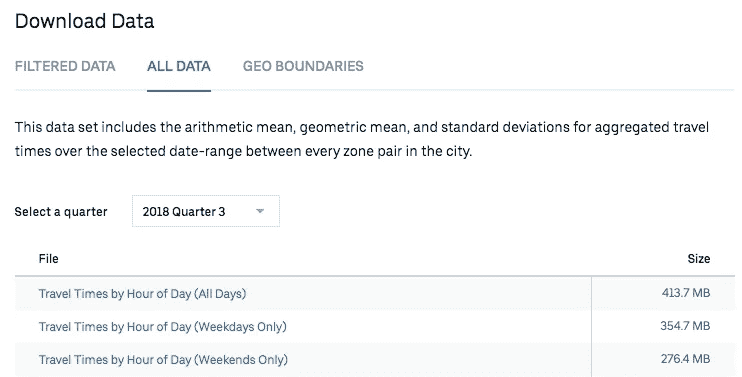 Download Data
FILTERED DATA ALL DATA GEO BOUNDARIES
This data set includes the arithmetic mean, geometric mean, and standard deviations for aggregated travel
times over the selected date-range between every zone pair in the city.
Select a quarter 2018 Quarter 3
File Size
Travel Times by Hour of Day (All Days) 413.7 MB
Travel Times by Hour of Day (Weekdays Only) 354.7 MB
Travel Times by Hour of Day (Weekends Only) 276.4 MB